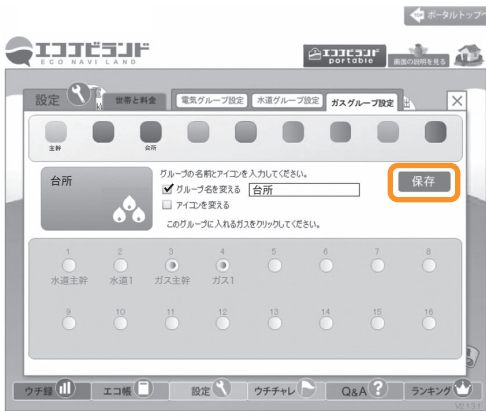 ポータルトップへ
エコナビランド
ECO NAVI LAND
エコナビランド
portable
画面の説明を見る
設定
世帯と料金
電気グループ設定
水道グループ設定
ガスグループ設定
主幹
台所
台所
グループの名前とアイコンを入力してください。
グループ名を変える 台所
アイコンを変える
このグループに入れるガスをクリックしてください。
保存
1 2 3 4 5 6 7 8
水道主幹 水道1 ガス主幹 ガス1
9 10 11 12 13 14 15 16
ウチ録 エコ帳 設定 ウチチャレ Q&A ? ランキング
V2.1.3.1